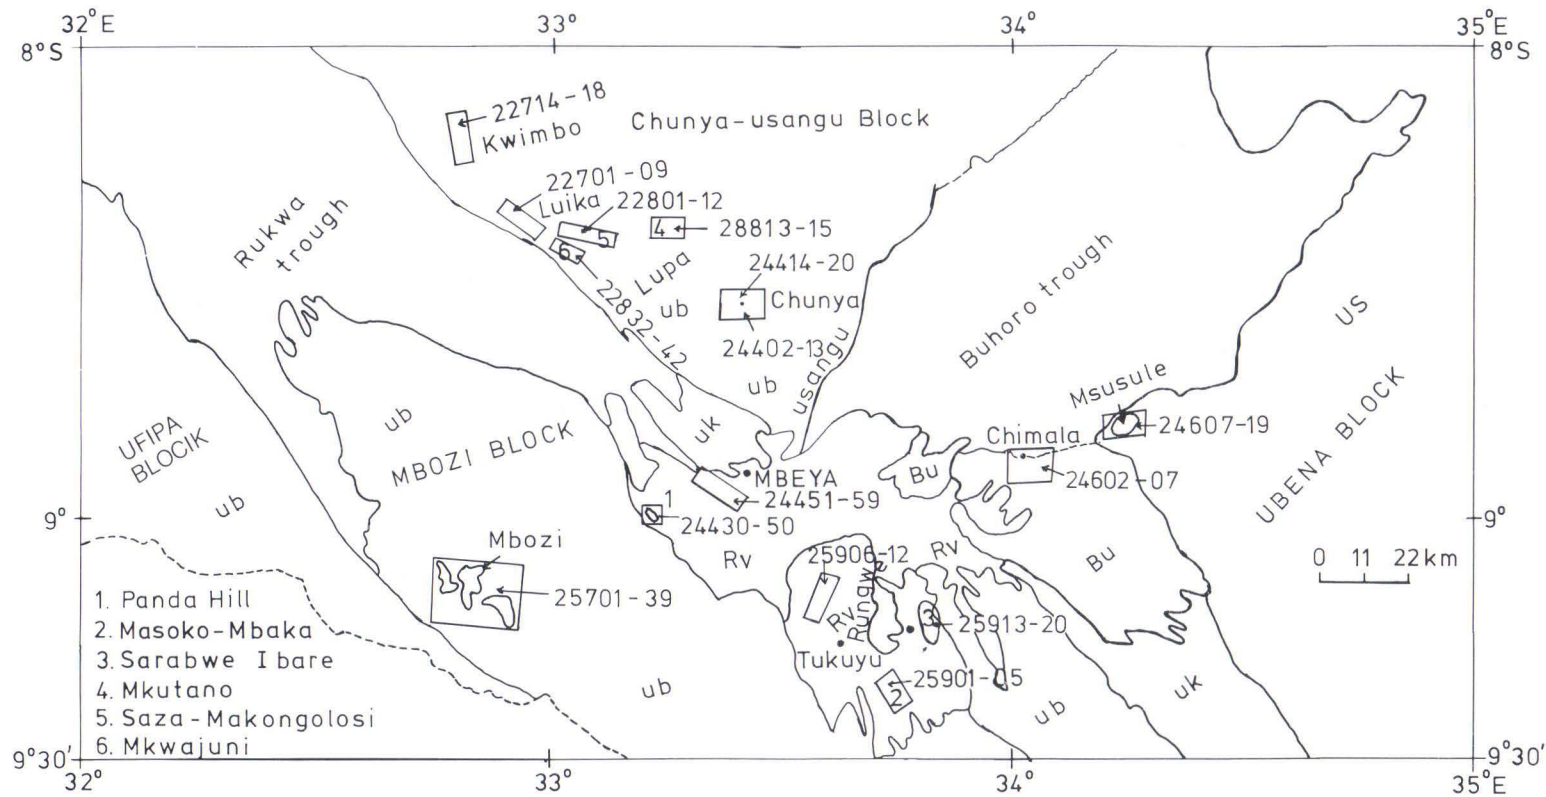 32°E
33°
34°
35°E
8°S
8°S
22714-18
Kwimbo
Chunya-usangu Block
22701-09
Luika
22801-12
5
6
4
28813-15
Rukwa
trough
Lupa
ub
24414-20
Chunya
24402-13
22832-42
ub
usangu
Buhoro trough
US
UBENA BLOCK
Msusule
24607-19
Chimala
24602-07
UFIPA
BLOCIK
ub
ub
MBOZI BLOCK
uk
MBEYA
24451-59
1
24430-50
Bu
9°
9°
Rv
Rv
Bu
0 11 22 km
Mbozi
25701-39
25906-12
Rv
Rungwe
3
25913-20
Tukuyu
25901-05
2
ub
ub
uk
1. Panda Hill
2. Masoko-Mbaka
3. Sarabwe Ibare
4. Mkutano
5. Saza-Makongolosi
6. Mkwajuni
9°30'
9°30'
32°
33°
34°
35°E